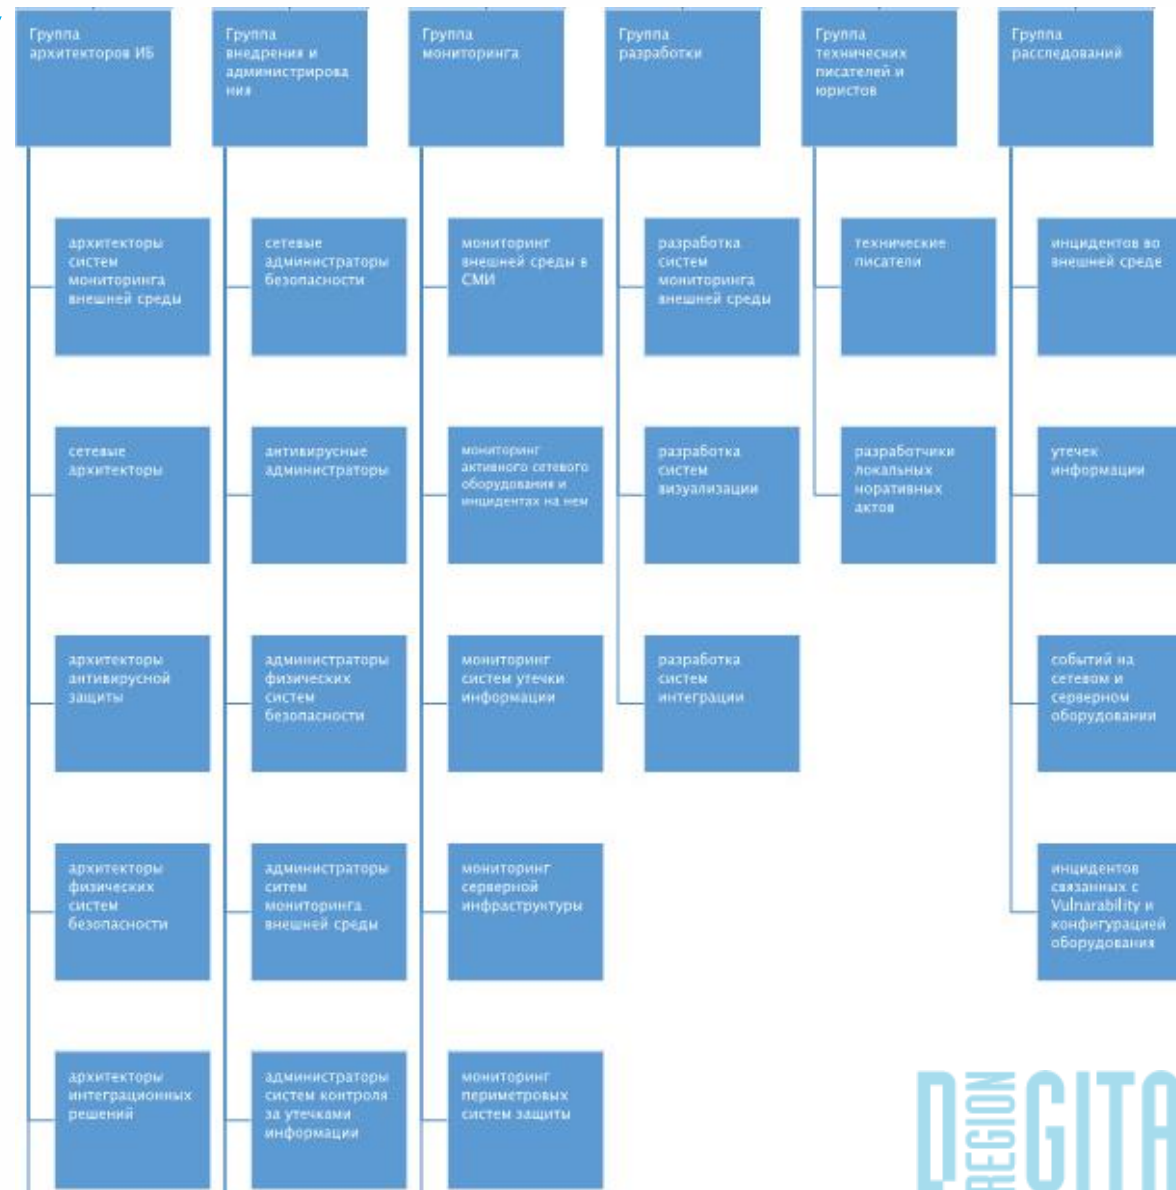 Группа
архитекторов ИБ
Группа
внедрения и
администрирова
ния
Группа
мониторинга
Группа
разработки
Группа
технических
писателей и
юристов
Группа
расследований
архитекторы
систем
мониторинга
внешней среды
сетевые
администраторы
безопасности
мониторинг
внешней среды в
СМИ
разработка
систем
мониторинга
внешней среды
технические
писатели
инцидентов во
внешней среде
сетевые
архитекторы
антивирусные
администраторы
мониторинг
активного сетевого
оборудования и
инцидентах на нем
разработка
систем
визуализации
разработчики
локальных
норативных
актов
утечек
информации
архитекторы
антивирусной
защиты
администраторы
физических
систем
безопасности
мониторинг
систем утечки
информации
разработка
систем
интеграции
событий на
сетевом и
серверном
оборудовании
архитекторы
физических
систем
безопасности
администраторы
ситем
мониторинга
внешней среды
мониторинг
серверной
инфраструктуры
инцидентов
связанных с
Vulnarability и
конфигурацией
оборудования
архитекторы
интеграционных
решений
администраторы
систем контроля
за утечками
информации
мониторинг
периметровых
систем защиты
REGION